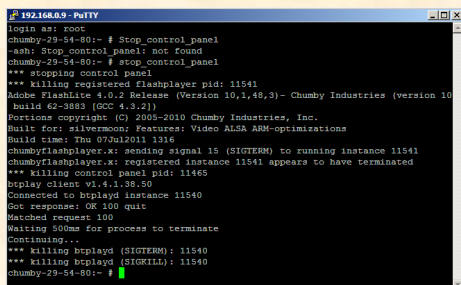 192.168.0.9 - PuTTY
login as: root
chumby-29-54-80:~ # Stop_control_panel
-ash: Stop_control_panel: not found
chumby-29-54-80:~ # stop_control_panel
*** stopping control panel
*** killing registered flashplayer pid: 11541
Adobe FlashLite 4.0.2 Release (Version 10,1,48,3)- Chumby Industries (version 10
 build 62-3883 [GCC 4.3.2])
Portions copyright (C) 2005-2010 Chumby Industries, Inc.
Built for: silvermoon; Features: Video ALSA ARM-optimizations
Build time: Thu 07Jul2011 1316
chumbyflashplayer.x: sending signal 15 (SIGTERM) to running instance 11541
chumbyflashplayer.x: registered instance 11541 appears to have terminated
*** killing control panel pid: 11465
btplay client v1.4.1.38.50
Connected to btplayd instance 11540
Got response: OK 100 quit
Matched request 100
Waiting 500ms for process to terminate
Continuing...
*** killing btplayd (SIGTERM): 11540
*** killing btplayd (SIGKILL): 11540
chumby-29-54-80:~ #